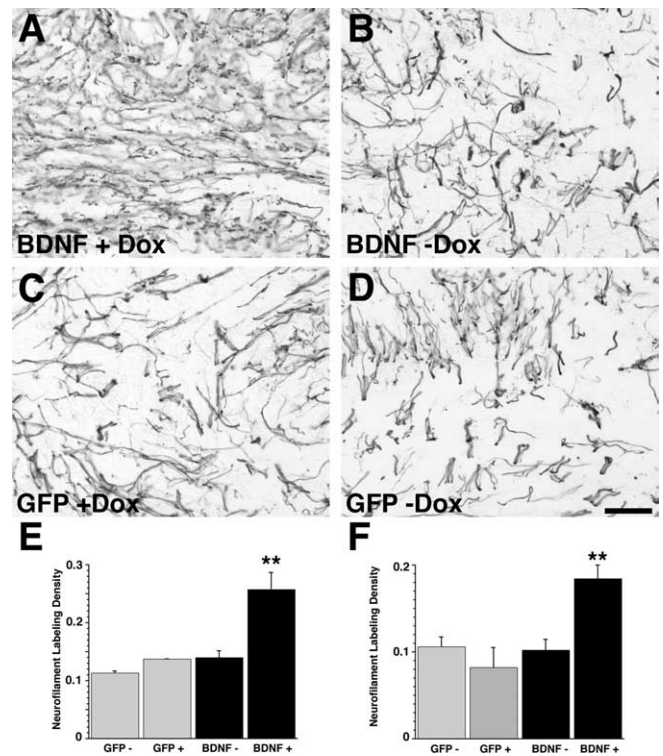 A
BDNF + Dox
B
BDNF -Dox
C
GFP +Dox
D
GFP -Dox
E
Neurofilament Labeling Density
0.3
0.2
0.1
0
**
GFP - GFP + BDNF - BDNF +
F
Neurofilament Labeling Density
0.2
0.1
0
**
GFP - GFP + BDNF - BDNF +